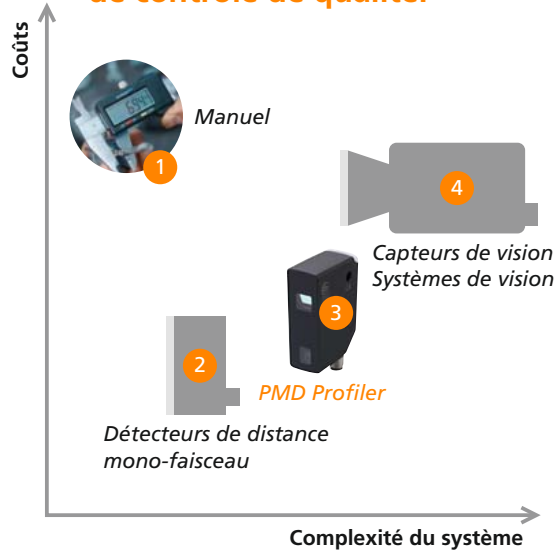 Coûts
Manuel
1
4
Capteurs de vision
Systèmes de vision
3
2
PMD Profiler
Détecteurs de distance
mono-faisceau
Complexité du système